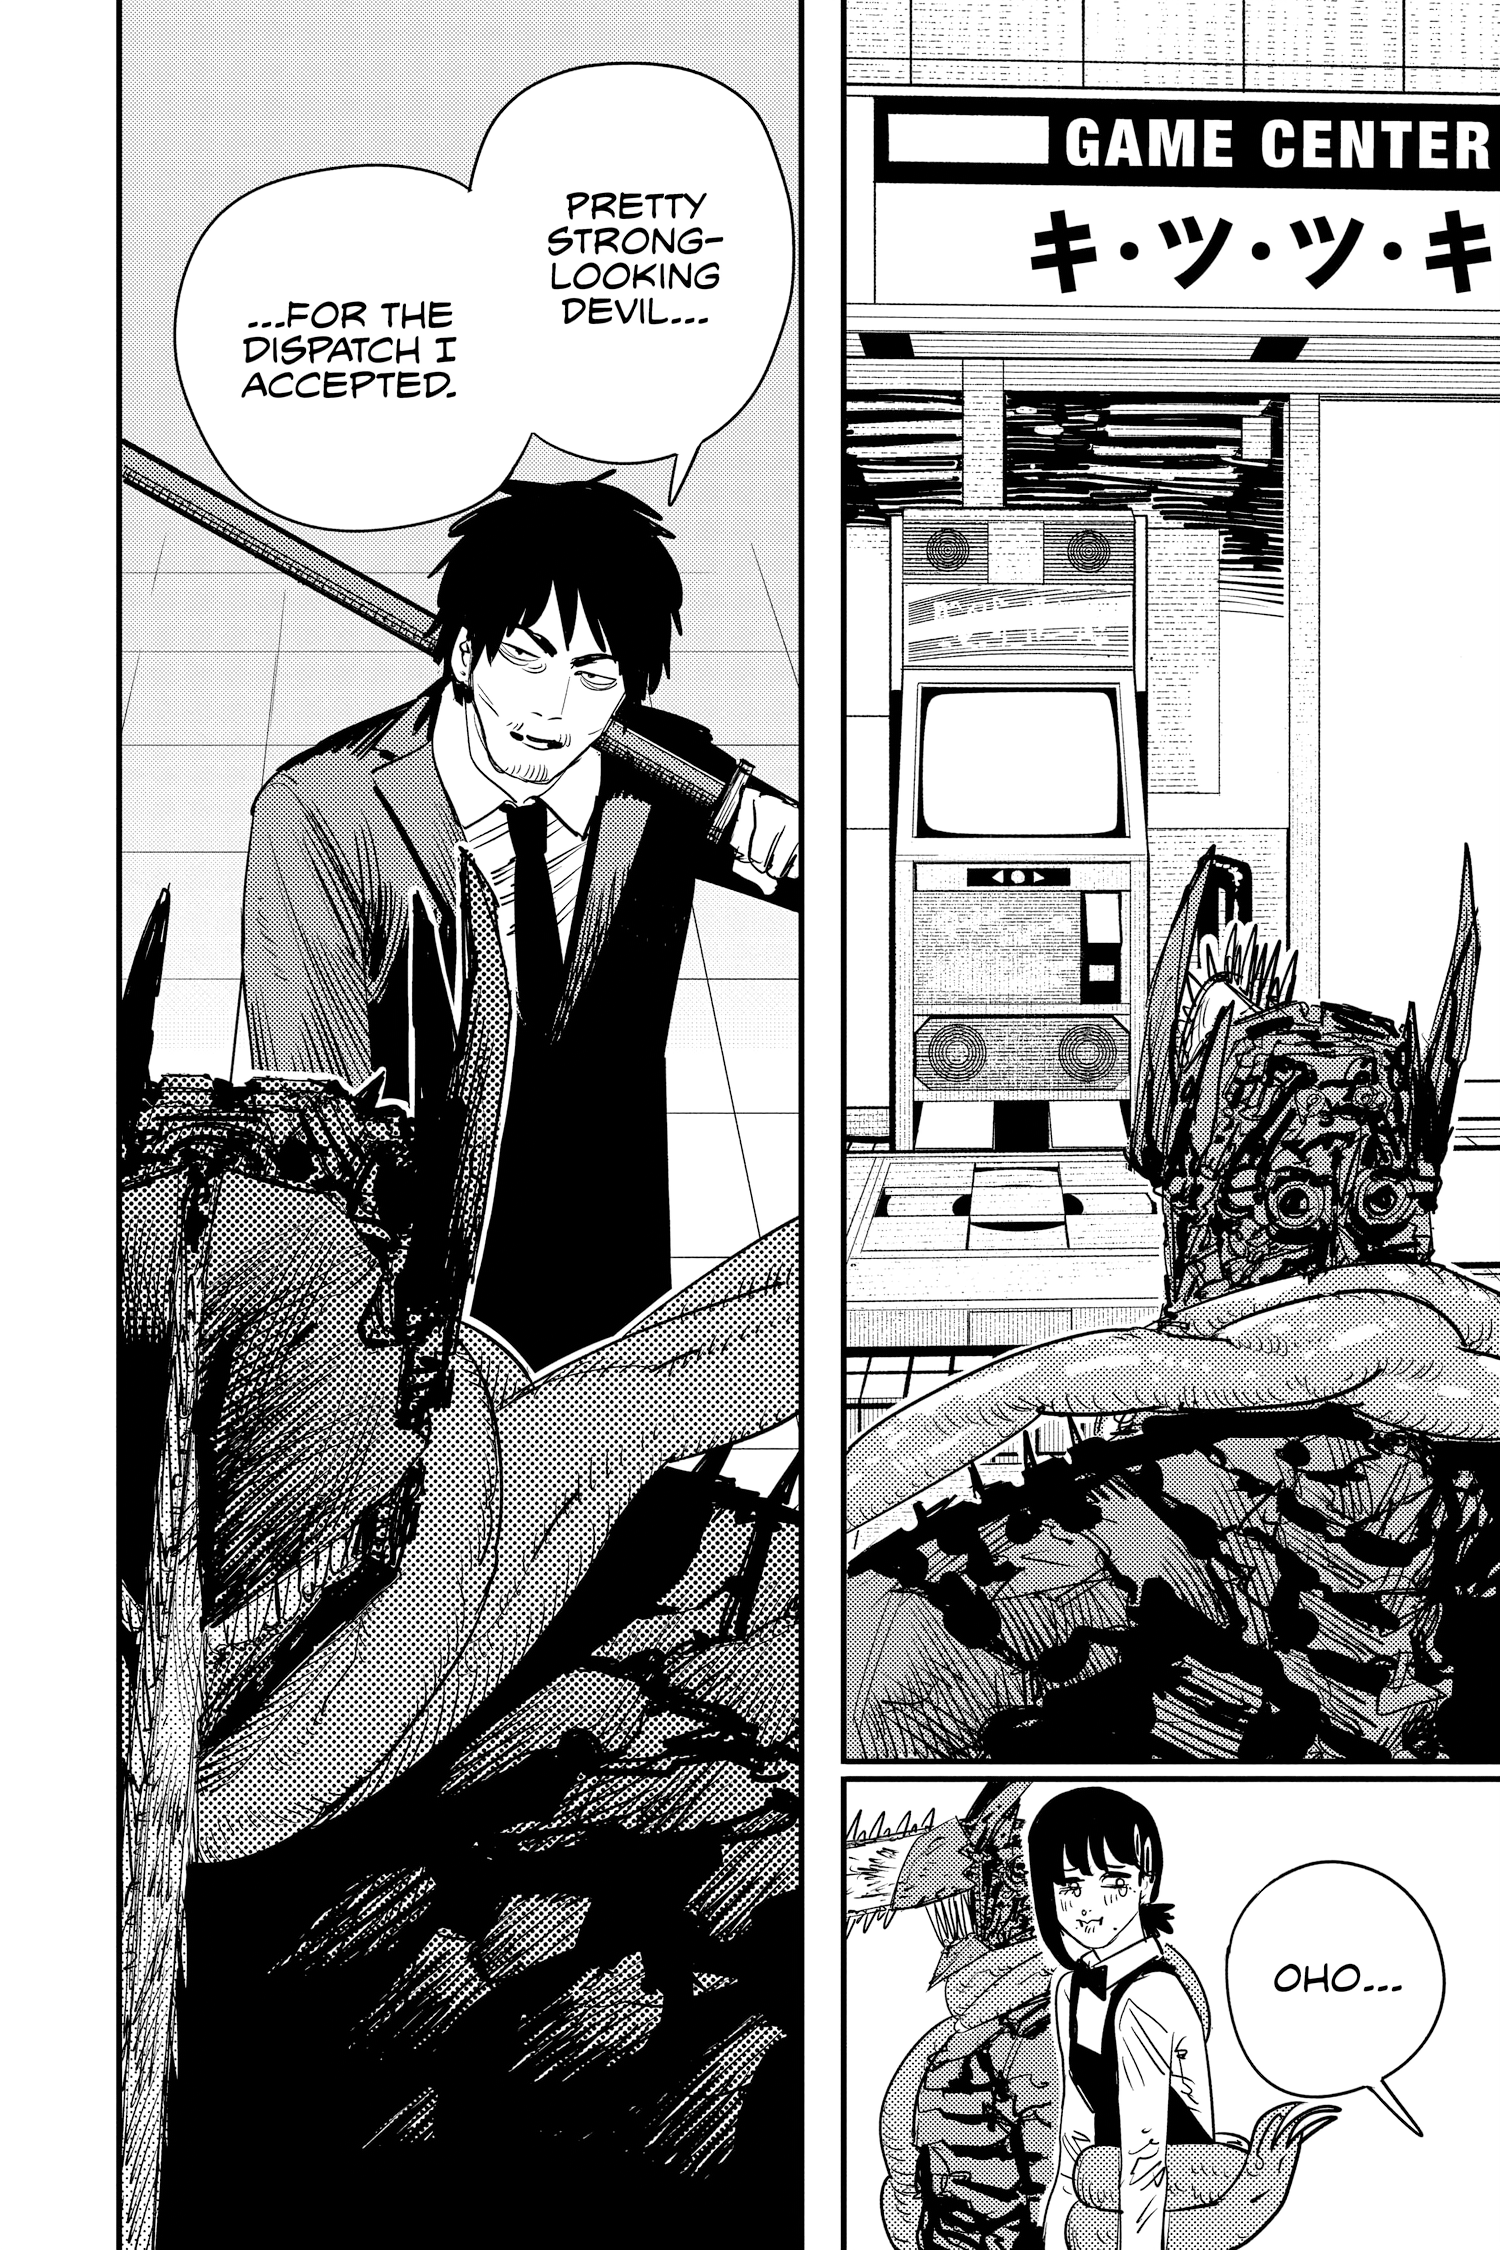 GAME CENTER
キ・ツ・ツ・キ
OHO...
PRETTY
STRONG-
LOOKING
DEVIL...
...FOR THE
DISPATCH I
ACCEPTED.